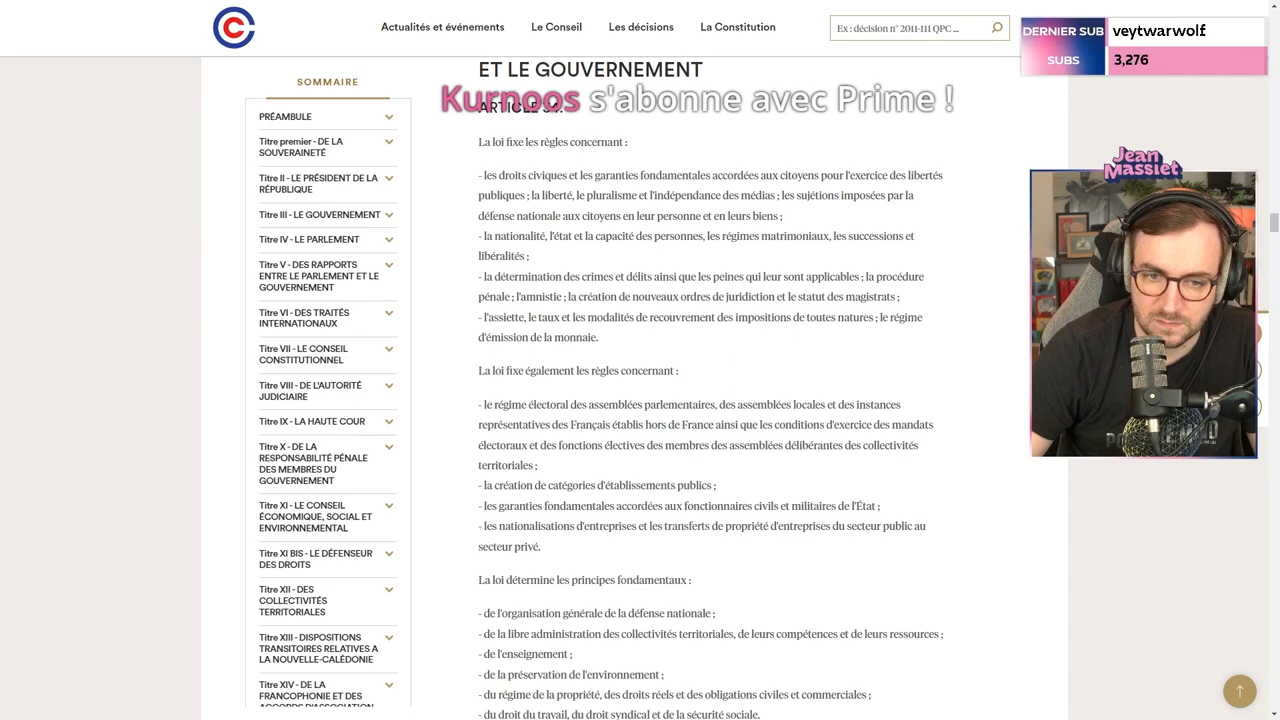 Actualités et événements
Le Conseil
Les décisions
La Constitution
Ex : décision n° 2011-111 QPC ...
DERNIER SUB
veytwarwolf
SUBS
3,276
SOMMAIRE
PRÉAMBULE
Titre premier - DE LA
SOUVERAINETÉ
Titre II - LE PRÉSIDENT DE LA
RÉPUBLIQUE
Titre III - LE GOUVERNEMENT
Titre IV - LE PARLEMENT
Titre V - DES RAPPORTS
ENTRE LE PARLEMENT ET LE
GOUVERNEMENT
Titre VI - DES TRAITÉS
INTERNATIONAUX
Titre VII - LE CONSEIL
CONSTITUTIONNEL
Titre VIII - DE L'AUTORITÉ
JUDICIAIRE
Titre IX - LA HAUTE COUR
Titre X - DE LA
RESPONSABILITÉ PÉNALE
DES MEMBRES DU
GOUVERNEMENT
Titre XI - LE CONSEIL
ÉCONOMIQUE, SOCIAL ET
ENVIRONNEMENTAL
Titre XI BIS - LE DÉFENSEUR
DES DROITS
Titre XII - DES
COLLECTIVITÉS
TERRITORIALES
Titre XIII - DISPOSITIONS
TRANSITOIRES RELATIVES A
LA NOUVELLE-CALÉDONIE
Titre XIV - DE LA
FRANCOPHONIE ET DES
ACCORDS D'ASSOCIATION
ET LE GOUVERNEMENT
Kurnoos s'abonne avec Prime !
ARTICLE 34.
La loi fixe les règles concernant :
- les droits civiques et les garanties fondamentales accordées aux citoyens pour l'exercice des libertés
publiques ; la liberté, le pluralisme et l'indépendance des médias ; les sujétions imposées par la
défense nationale aux citoyens en leur personne et en leurs biens ;
- la nationalité, l'état et la capacité des personnes, les régimes matrimoniaux, les successions et
libéralités ;
- la détermination des crimes et délits ainsi que les peines qui leur sont applicables ; la procédure
pénale ; l'amnistie ; la création de nouveaux ordres de juridiction et le statut des magistrats ;
- l'assiette, le taux et les modalités de recouvrement des impositions de toutes natures ; le régime
d'émission de la monnaie.
La loi fixe également les règles concernant :
- le régime électoral des assemblées parlementaires, des assemblées locales et des instances
représentatives des Français établis hors de France ainsi que les conditions d'exercice des mandats
électoraux et des fonctions électives des membres des assemblées délibérantes des collectivités
territoriales ;
- la création de catégories d'établissements publics ;
- les garanties fondamentales accordées aux fonctionnaires civils et militaires de l'État ;
- les nationalisations d'entreprises et les transferts de propriété d'entreprises du secteur public au
secteur privé.
La loi détermine les principes fondamentaux :
- de l'organisation générale de la défense nationale ;
- de la libre administration des collectivités territoriales, de leurs compétences et de leurs ressources ;
- de l'enseignement ;
- de la préservation de l'environnement ;
- du régime de la propriété, des droits réels et des obligations civiles et commerciales ;
- du droit du travail, du droit syndical et de la sécurité sociale.
Jean
Massiet